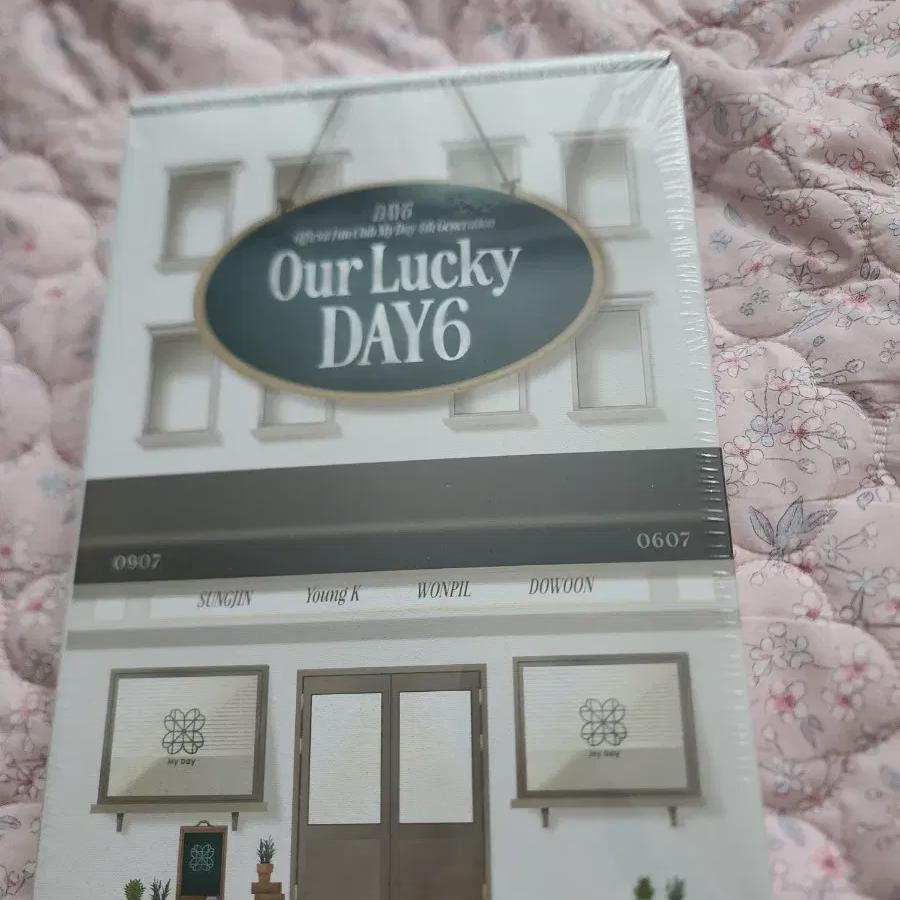 DAY6
Official Fan Club My Day 4th Generation
Our Lucky
DAY6
0907
0607
SUNGJIN Young K WONPIL DOWOON
My Day
My Day